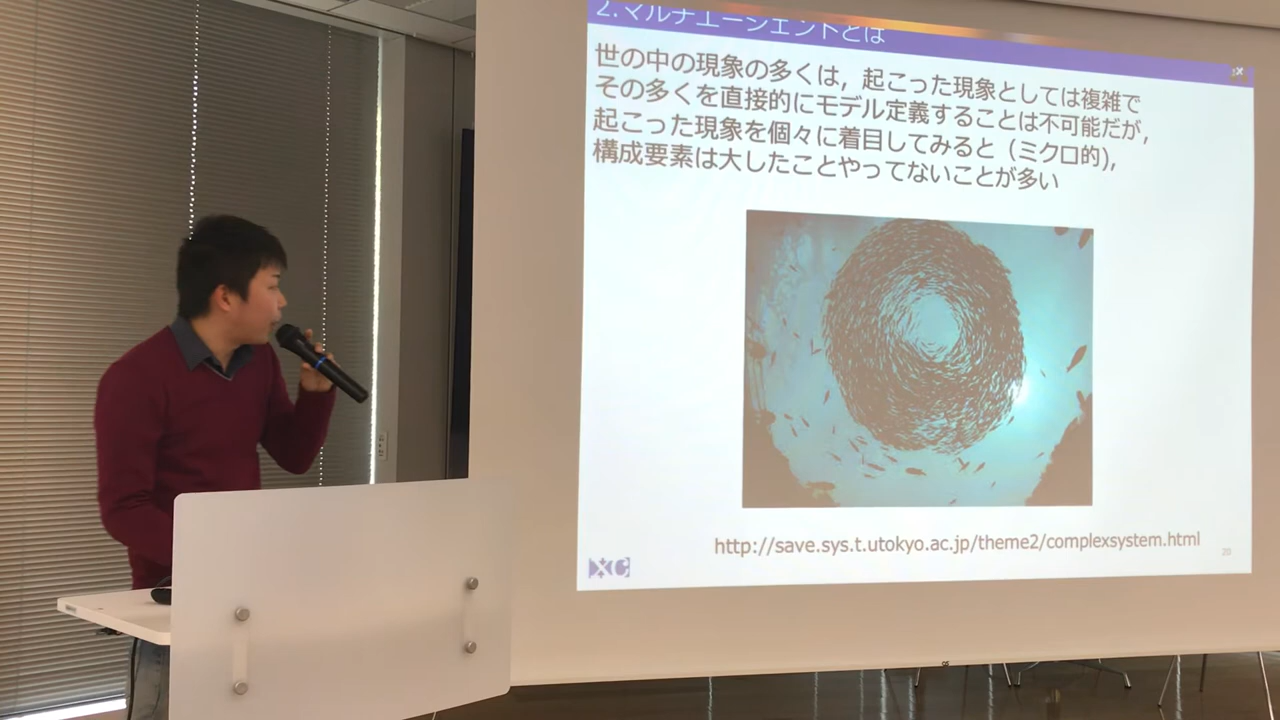 2.マルチエージェントとは
世の中の現象の多くは，起こった現象としては複雑で
その多くを直接的にモデル定義することは不可能だが，
起こった現象を個々に着目してみると（ミクロ的），
構成要素は大したことやってないことが多い
http://save.sys.t.utokyo.ac.jp/theme2/complexsystem.html
20